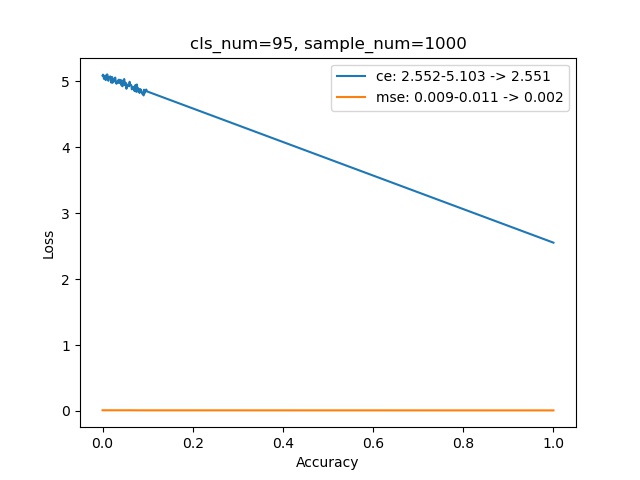 cls_num=95, sample_num=1000
ce: 2.552-5.103 -> 2.551
mse: 0.009-0.011 -> 0.002
5
4
3
2
1
0
Loss
0.0 0.2 0.4 0.6 0.8 1.0
Accuracy